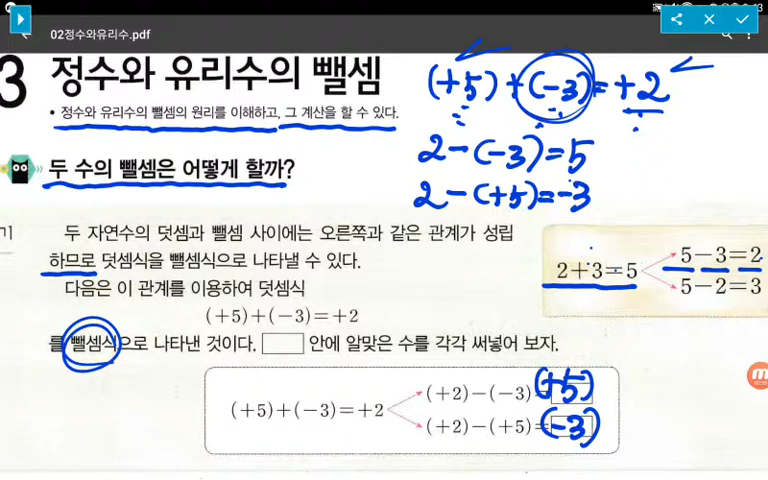 02정수와유리수.pdf
3 정수와 유리수의 뺄셈
• 정수와 유리수의 뺄셈의 원리를 이해하고, 그 계산을 할 수 있다.
(+5)+(-3)=+2
2-(-3)=5
2-(+5)=-3
두 수의 뺄셈은 어떻게 할까?
두 자연수의 덧셈과 뺄셈 사이에는 오른쪽과 같은 관계가 성립
하므로 덧셈식을 뺄셈식으로 나타낼 수 있다.
2+3=5
5-3=2
5-2=3
다음은 이 관계를 이용하여 덧셈식
(+5)+(-3)=+2
를 뺄셈식으로 나타낸 것이다. 안에 알맞은 수를 각각 써넣어 보자.
(+5)+(-3)=+2
(+2)-(-3)=(+5)
(+2)-(+5)=(-3)